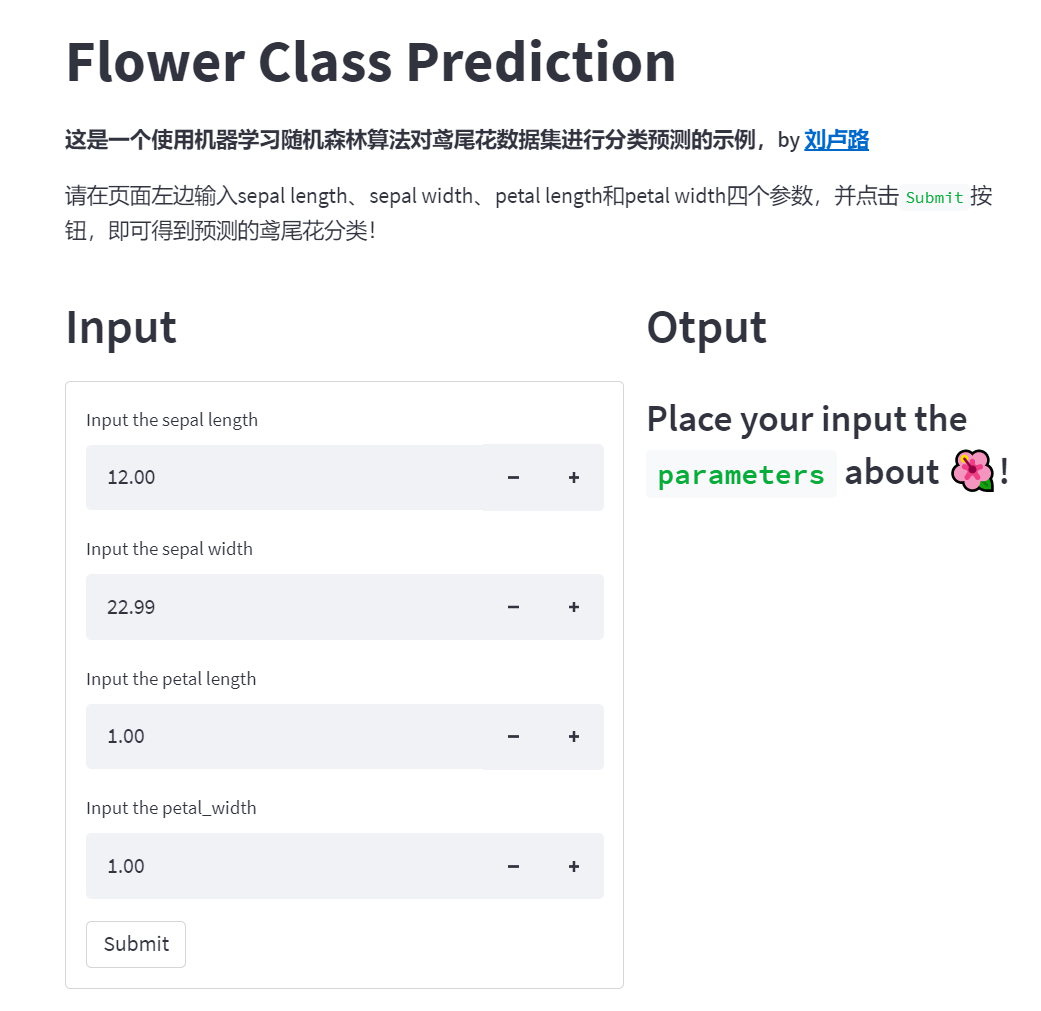 Flower Class Prediction
这是一个使用机器学习随机森林算法对鸢尾花数据集进行分类预测的示例，by 刘卢路
请在页面左边输入sepal length、sepal width、petal length和petal width四个参数，并点击 Submit 按
钮，即可得到预测的鸢尾花分类！
Input
Input the sepal length
12.00
Input the sepal width
22.99
Input the petal length
1.00
Input the petal_width
1.00
Submit
Otput
Place your input the
parameters about 🌺!